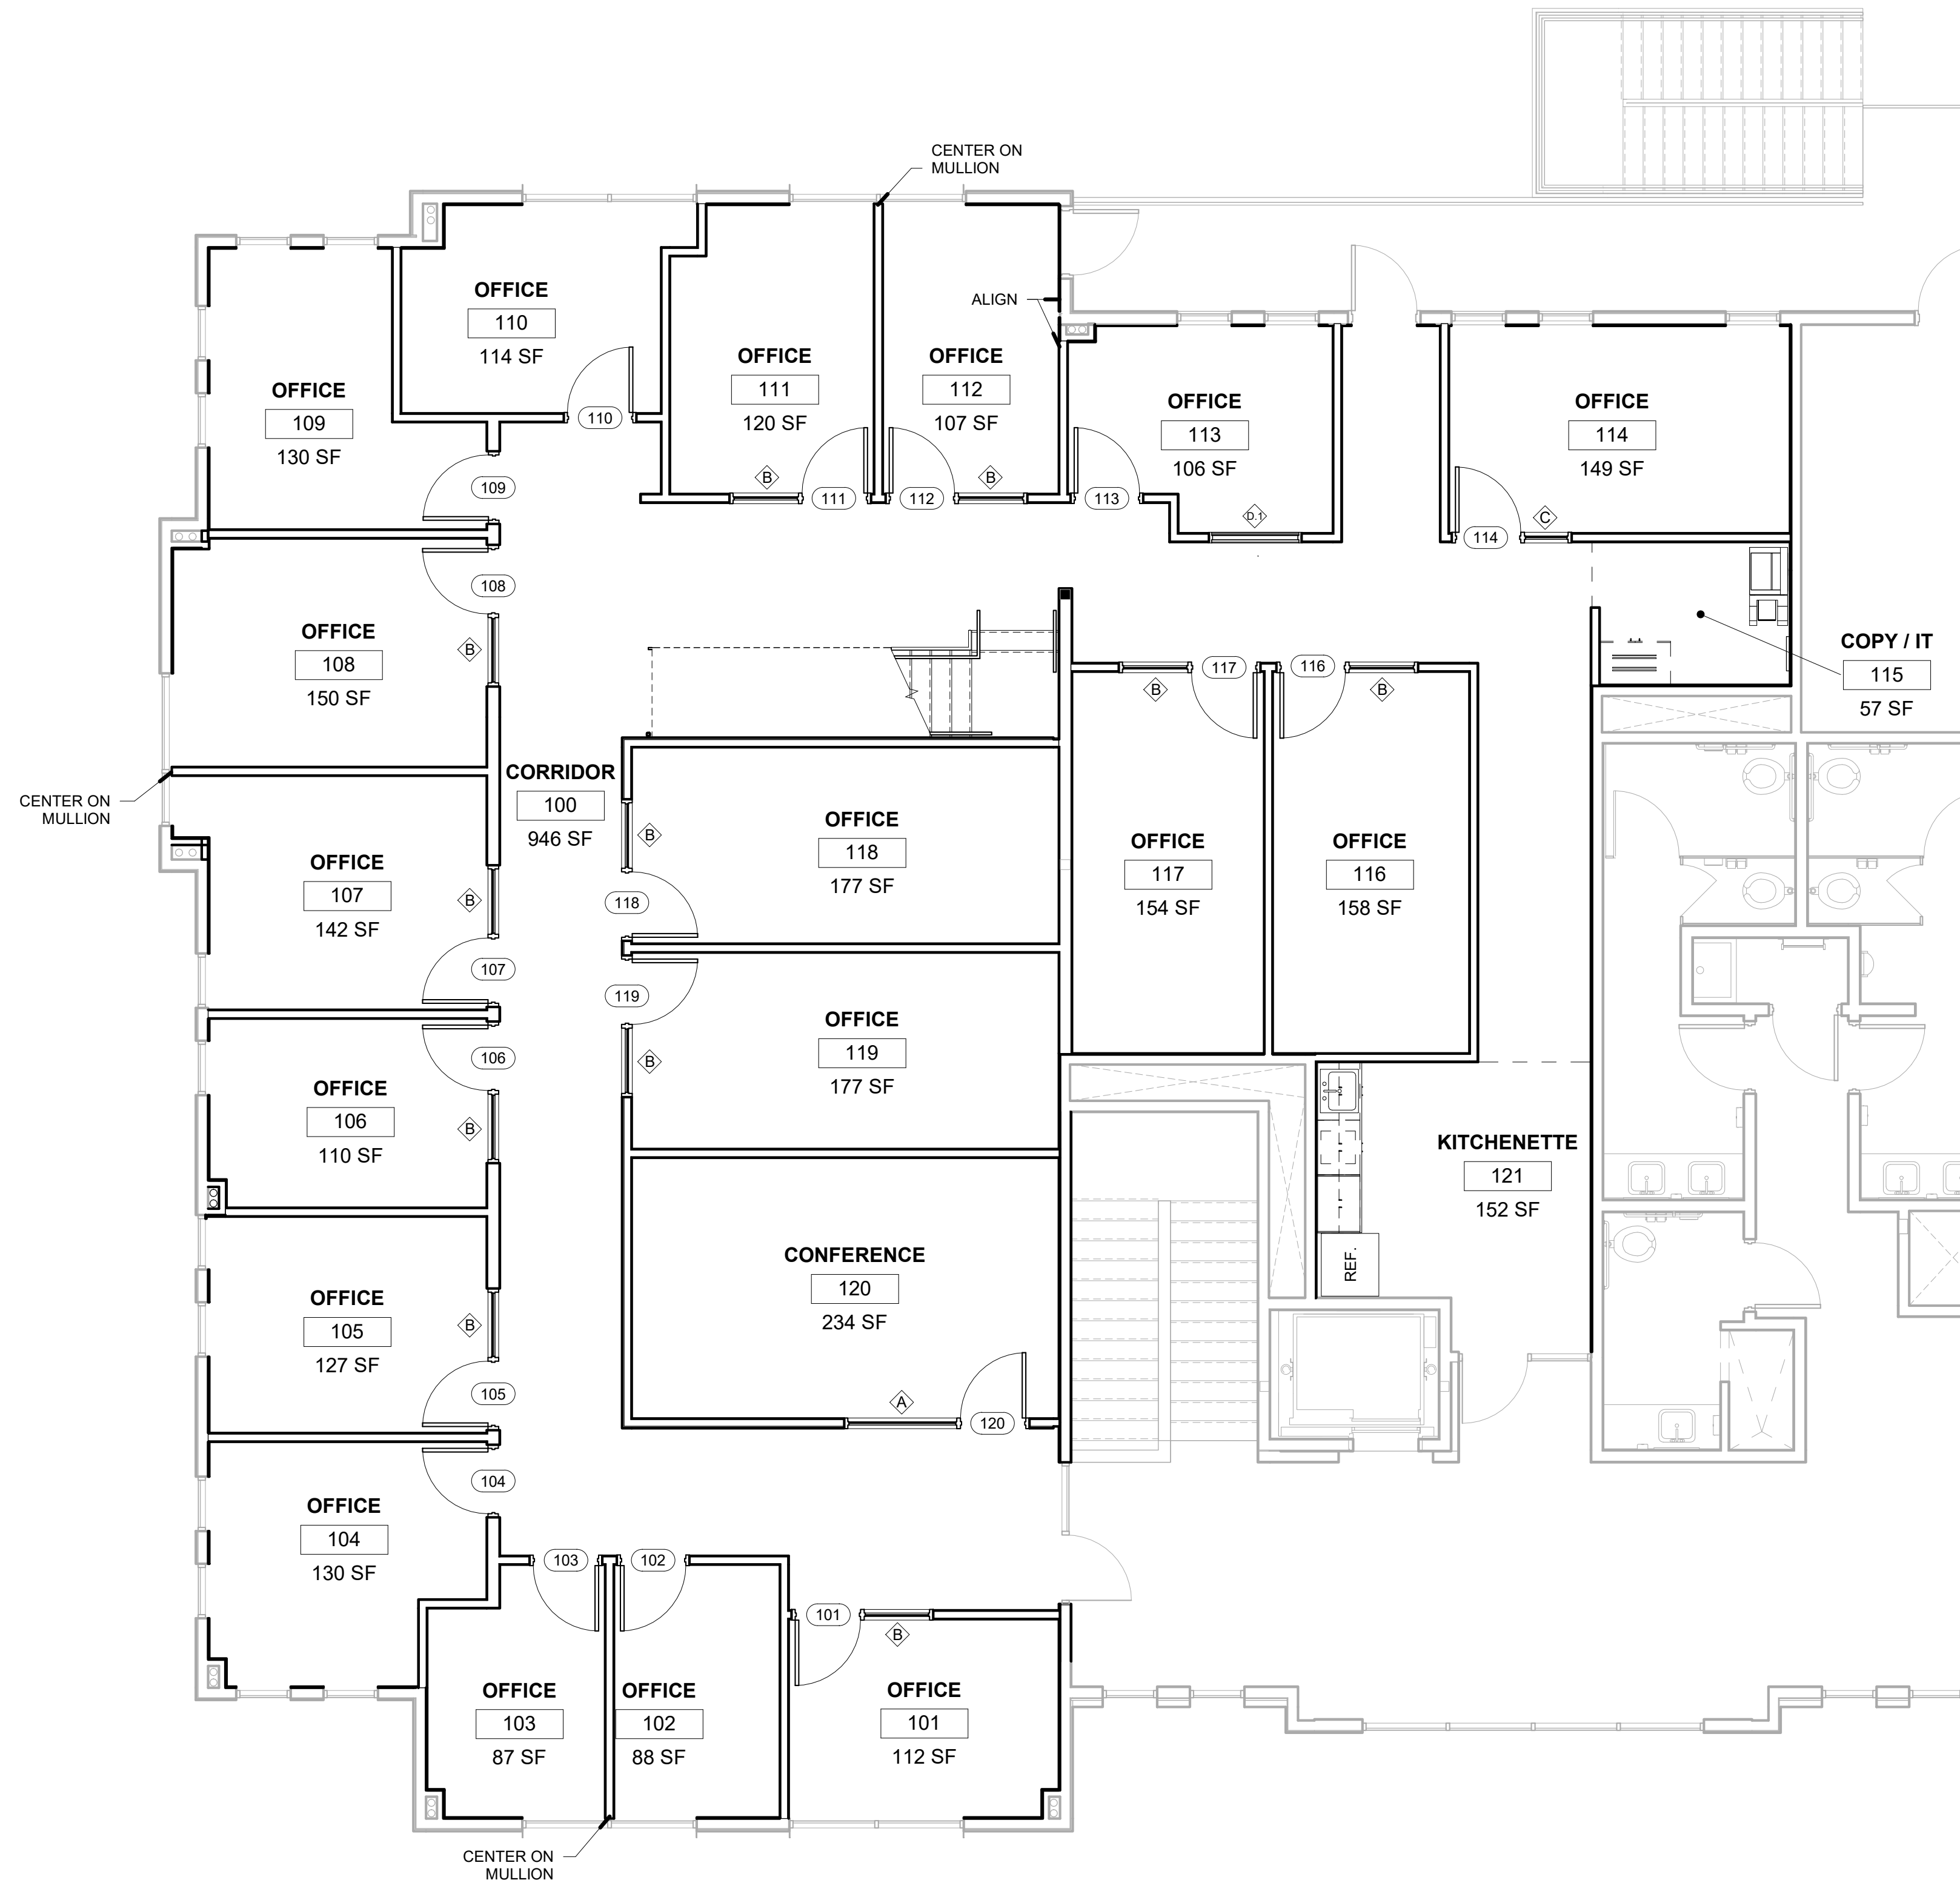 CENTER ON
MULLION
OFFICE
110
114 SF
110
ALIGN
OFFICE
111
120 SF
B
111
OFFICE
112
107 SF
112
B
OFFICE
109
130 SF
109
OFFICE
113
106 SF
113
D.1
OFFICE
114
149 SF
114
C
108
OFFICE
108
150 SF
B
COPY / IT
115
57 SF
117
B
116
B
CENTER ON
MULLION
CORRIDOR
100
946 SF
OFFICE
118
177 SF
B
118
OFFICE
117
154 SF
OFFICE
116
158 SF
OFFICE
107
142 SF
B
107
119
OFFICE
119
177 SF
B
106
OFFICE
106
110 SF
B
KITCHENETTE
121
152 SF
REF.
CONFERENCE
120
234 SF
A
120
OFFICE
105
127 SF
B
105
104
OFFICE
104
130 SF
103
102
101
B
OFFICE
103
87 SF
OFFICE
102
88 SF
OFFICE
101
112 SF
CENTER ON
MULLION